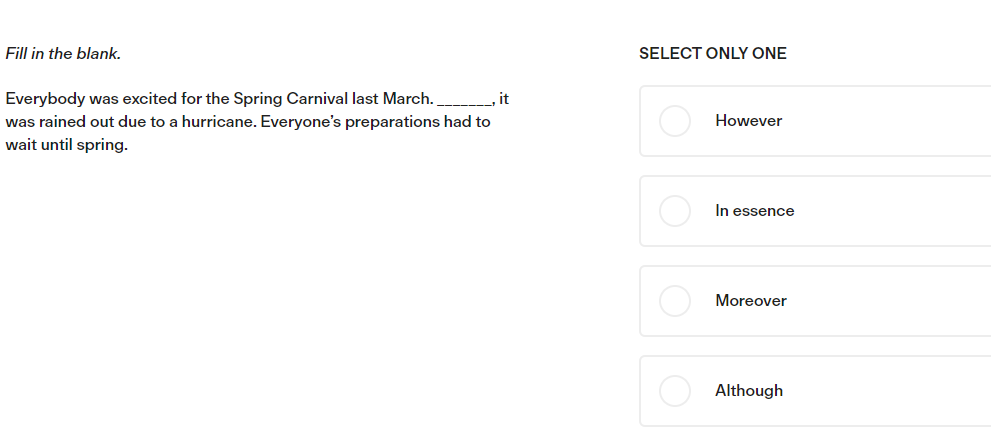 Fill in the blank.
Everybody was excited for the Spring Carnival last March. _______, it
was rained out due to a hurricane. Everyone’s preparations had to
wait until spring.
SELECT ONLY ONE
However
In essence
Moreover
Although